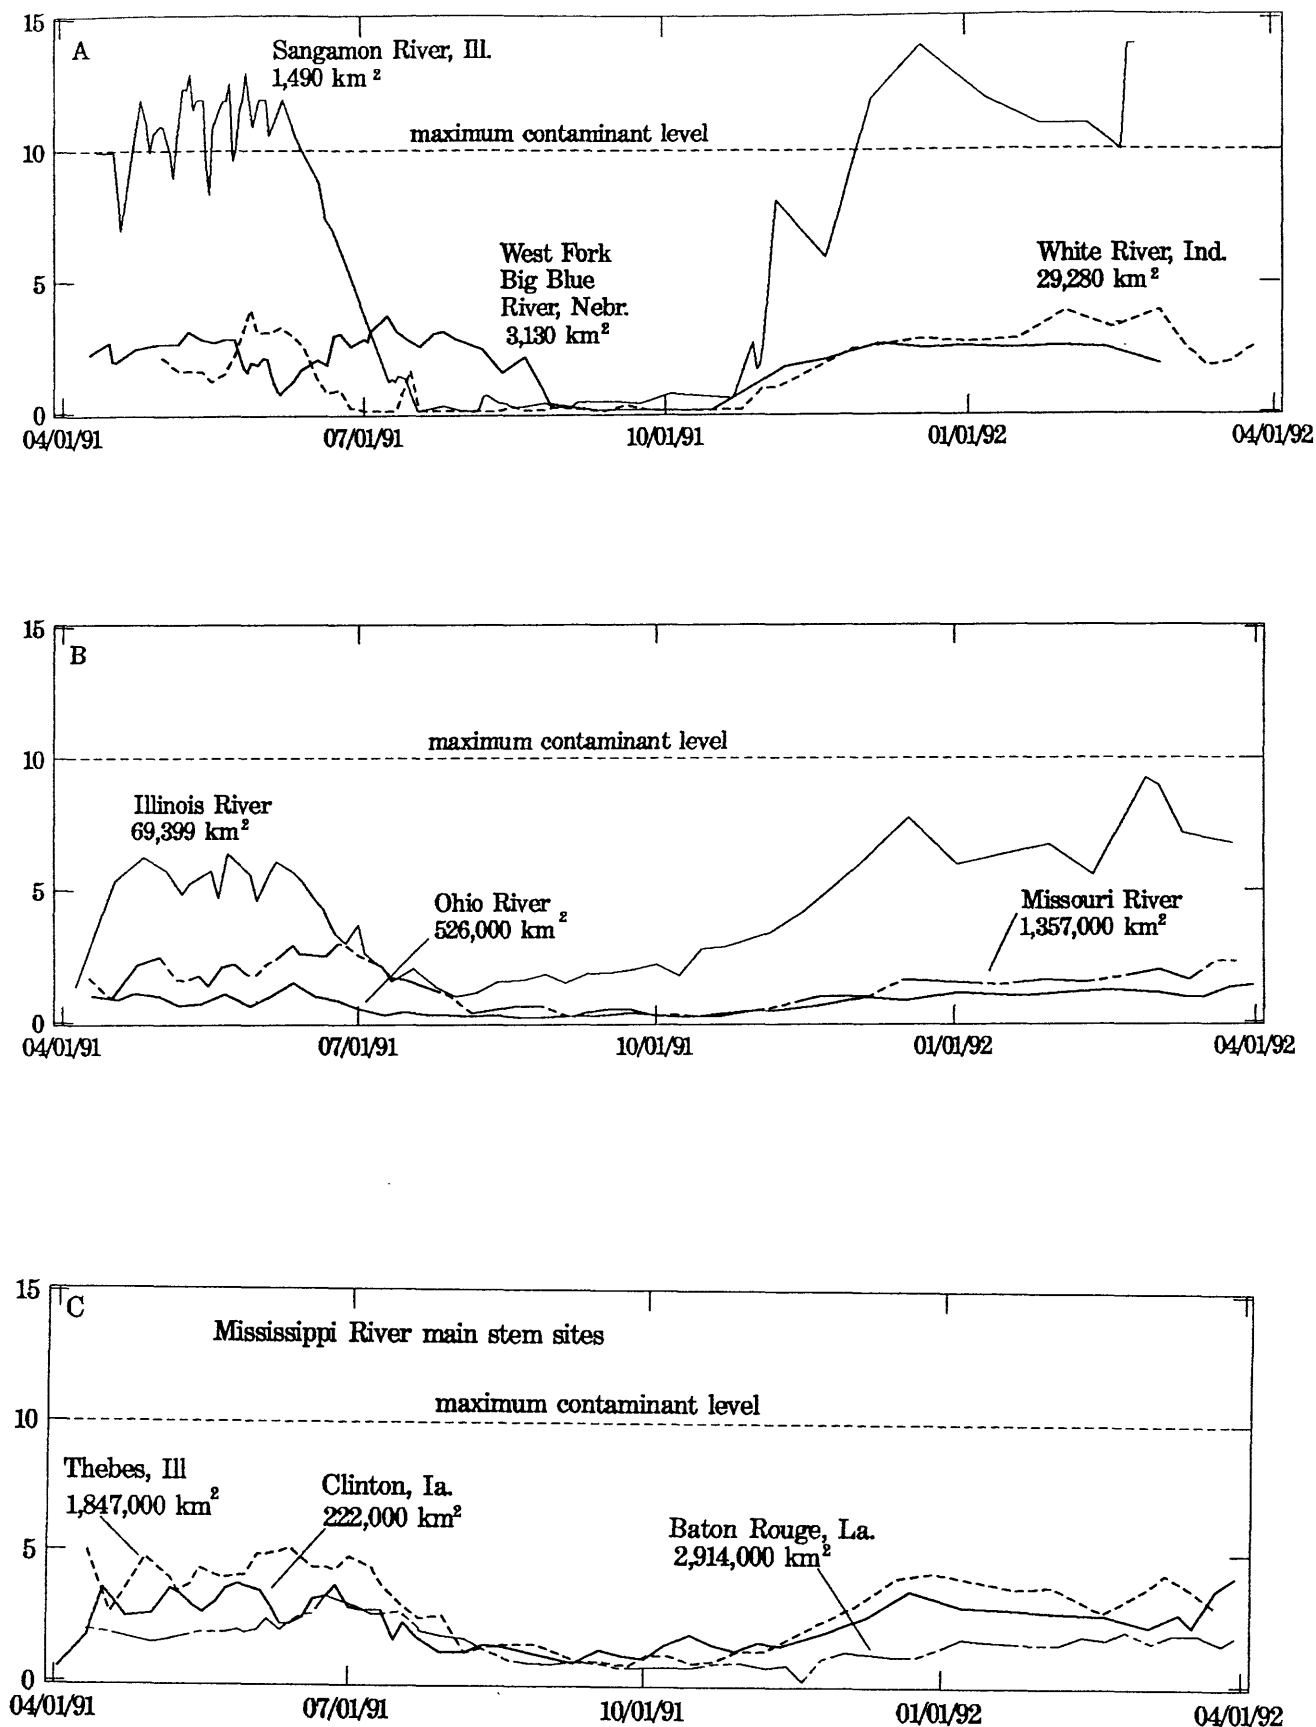 15
A
Sangamon River, Ill.
1,490 km²
maximum contaminant level
10
West Fork
Big Blue
River, Nebr.
3,130 km²
White River, Ind.
29,280 km²
5
0
04/01/91 07/01/91 10/01/91 01/01/92 04/01/92
15
B
maximum contaminant level
10
Illinois River
69,399 km²
5
Ohio River
526,000 km²
Missouri River
1,357,000 km²
0
04/01/91 07/01/91 10/01/91 01/01/92 04/01/92
15
C
Mississippi River main stem sites
maximum contaminant level
10
Thebes, Ill
1,847,000 km²
Clinton, Ia.
222,000 km²
5
Baton Rouge, La.
2,914,000 km²
0
04/01/91 07/01/91 10/01/91 01/01/92 04/01/92